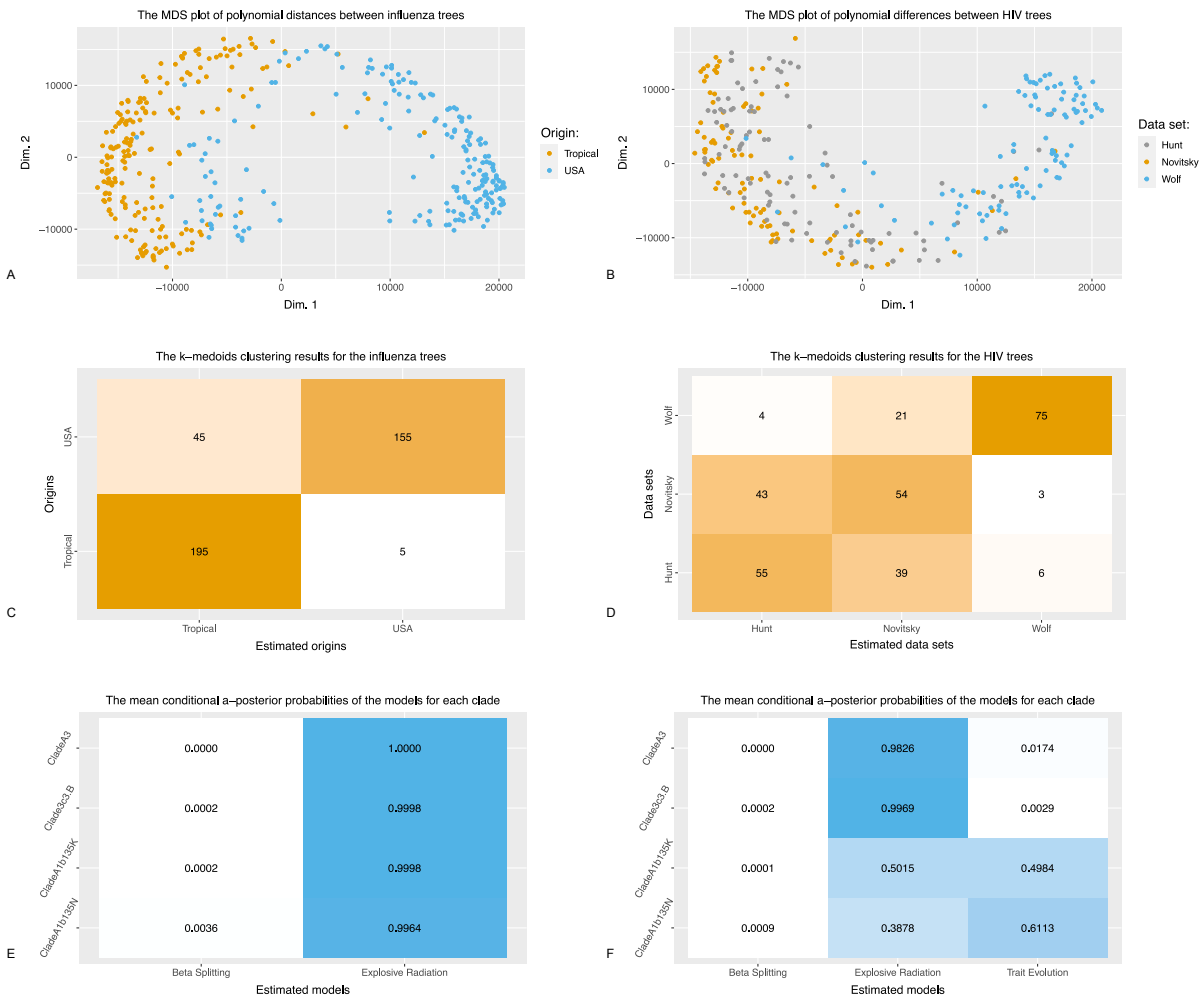 The MDS plot of polynomial distances between influenza trees
10000
0
−10000
Dim. 2
−10000
0
10000
20000
Dim. 1
Origin:
Tropical
USA
A
The MDS plot of polynomial differences between HIV trees
10000
0
−10000
Dim. 2
−10000
0
10000
20000
Dim. 1
Data set:
Hunt
Novitsky
Wolf
B
The k−medoids clustering results for the influenza trees
USA
45
155
Tropical
195
5
Origins
Tropical
USA
Estimated origins
C
The k−medoids clustering results for the HIV trees
Wolf
4
21
75
Novitsky
43
54
3
Hunt
55
39
6
Data sets
Hunt
Novitsky
Wolf
Estimated data sets
D
The mean conditional a−posterior probabilities of the models for each clade
CladeA3
0.0000
1.0000
Clade3c3.B
0.0002
0.9998
CladeA1b135K
0.0002
0.9998
CladeA1b135N
0.0036
0.9964
Beta Splitting
Explosive Radiation
Estimated models
E
The mean conditional a−posterior probabilities of the models for each clade
CladeA3
0.0000
0.9826
0.0174
Clade3c3.B
0.0002
0.9969
0.0029
CladeA1b135K
0.0001
0.5015
0.4984
CladeA1b135N
0.0009
0.3878
0.6113
Beta Splitting
Explosive Radiation
Trait Evolution
Estimated models
F